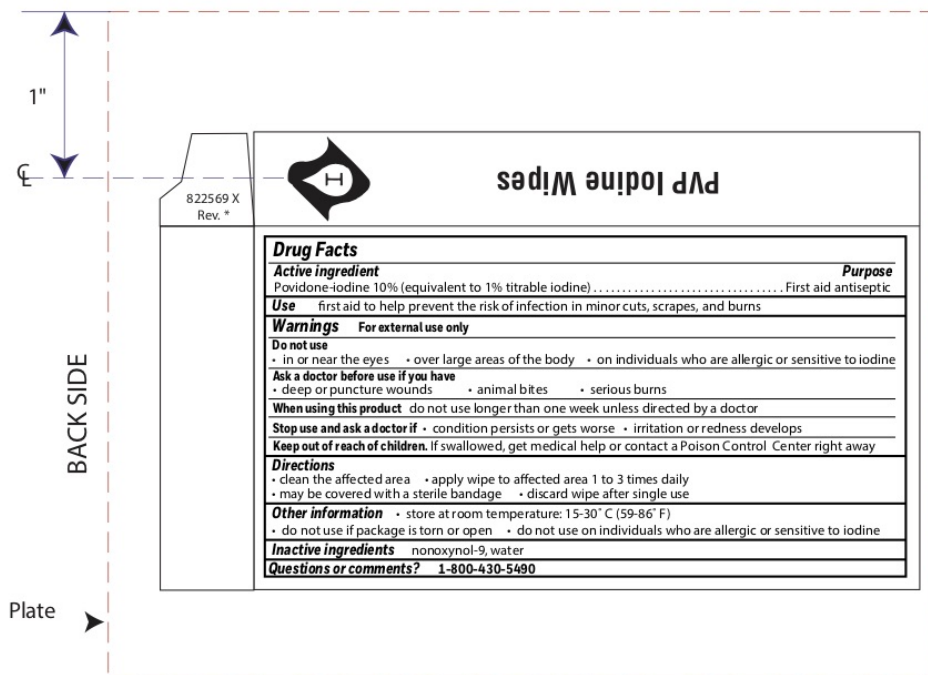 1"
CL
822569 X
Rev. *
H
PVP Iodine Wipes
BACK SIDE
Plate
Drug Facts
Active ingredient Purpose
Povidone-iodine 10% (equivalent to 1% titrable iodine) ................................ First aid antiseptic
Use first aid to help prevent the risk of infection in minor cuts, scrapes, and burns
Warnings For external use only
Do not use
• in or near the eyes • over large areas of the body • on individuals who are allergic or sensitive to iodine
Ask a doctor before use if you have
• deep or puncture wounds • animal bites • serious burns
When using this product do not use longer than one week unless directed by a doctor
Stop use and ask a doctor if • condition persists or gets worse • irritation or redness develops
Keep out of reach of children. If swallowed, get medical help or contact a Poison Control Center right away
Directions
• clean the affected area • apply wipe to affected area 1 to 3 times daily
• may be covered with a sterile bandage • discard wipe after single use
Other information • store at room temperature: 15-30˚ C (59-86˚ F)
• do not use if package is torn or open • do not use on individuals who are allergic or sensitive to iodine
Inactive ingredients nonoxynol-9, water
Questions or comments? 1-800-430-5490